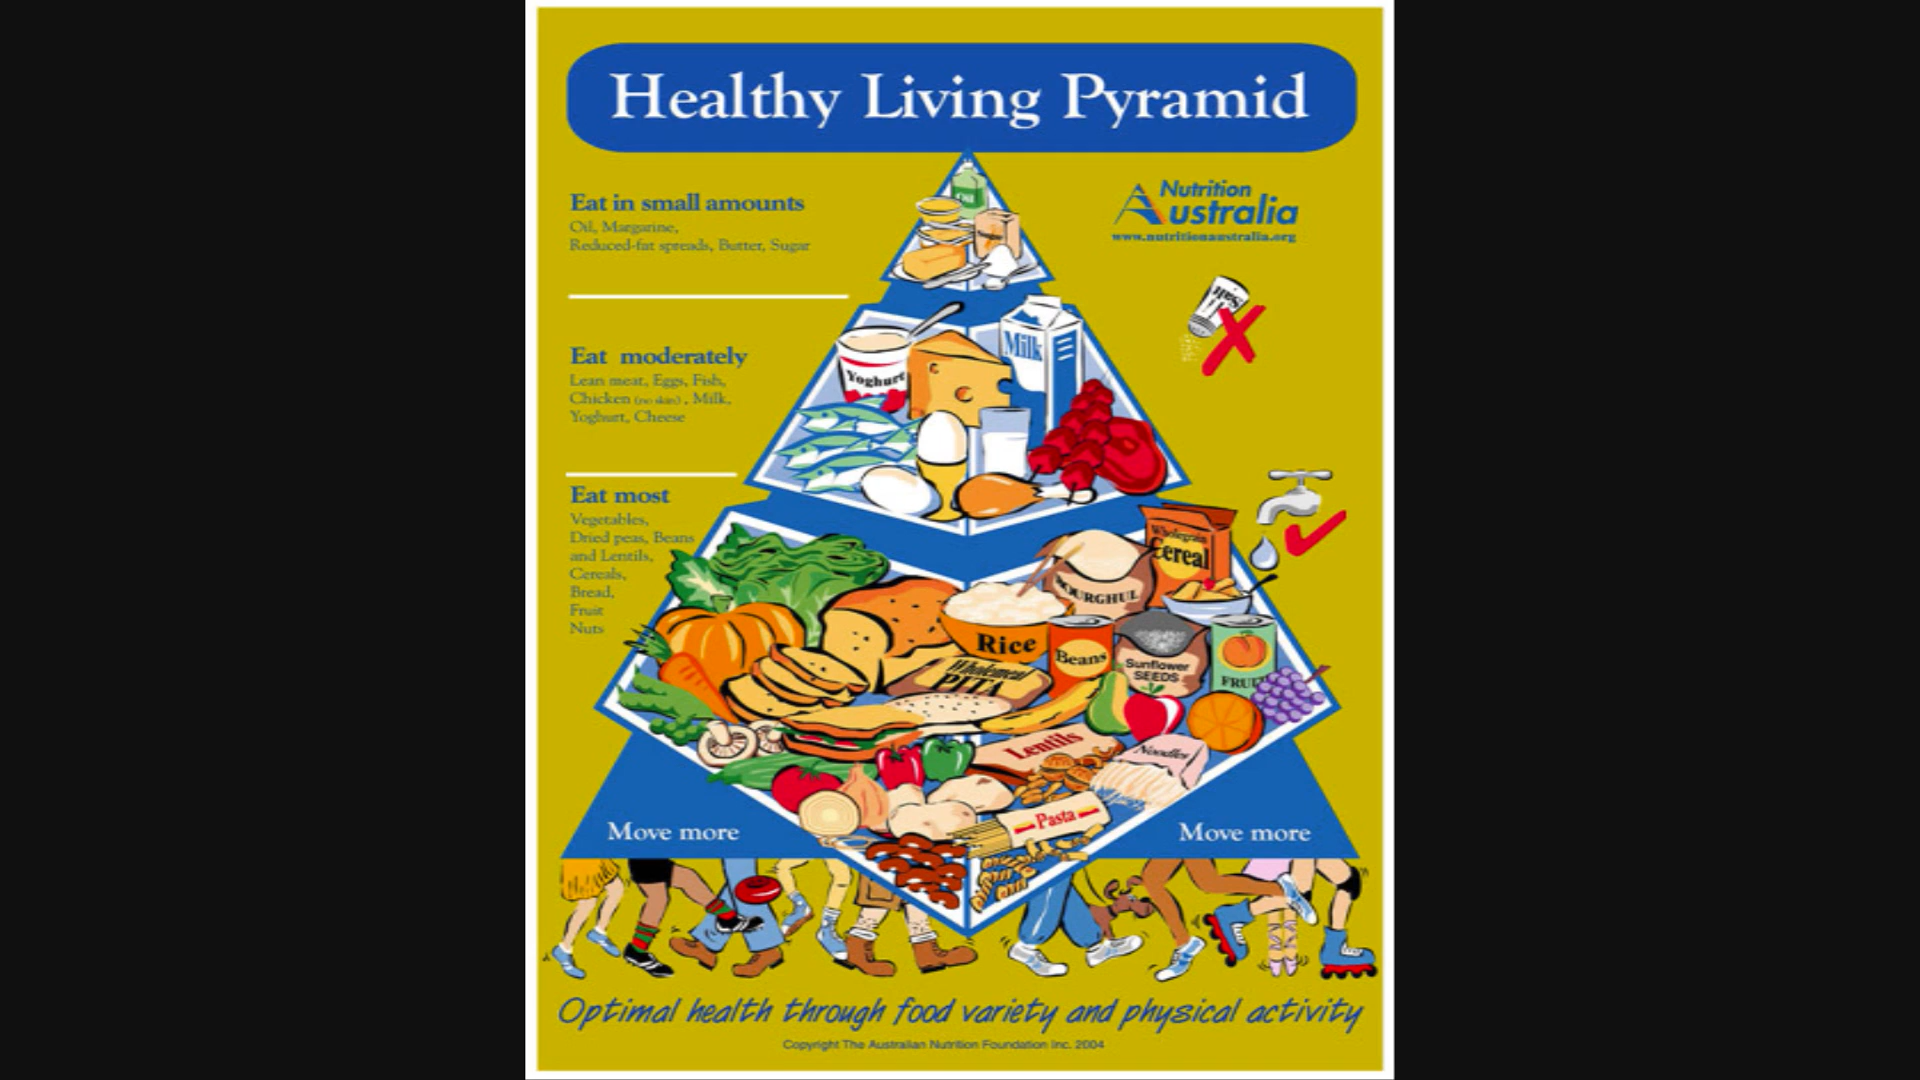 Healthy Living Pyramid
Eat in small amounts
Oil, Margarine,
Reduced-fat spreads, Butter, Sugar
Nutrition
Australia
www.nutritionaustralia.org
Oil
Sugar
Salt
Eat moderately
Lean meat, Eggs, Fish,
Chicken (no skin), Milk,
Yoghurt, Cheese
Milk
Yoghurt
Eat most
Vegetables,
Dried peas, Beans
and Lentils,
Cereals,
Bread,
Fruit
Nuts
Wholegrain
Cereal
BOURGHUL
Rice
Beans
Sunflower
SEEDS
FRUIT
Wholemeal
PITA
Lentils
Noodles
Pasta
Move more
Move more
Optimal health through food variety and physical activity
Copyright The Australian Nutrition Foundation Inc. 2004